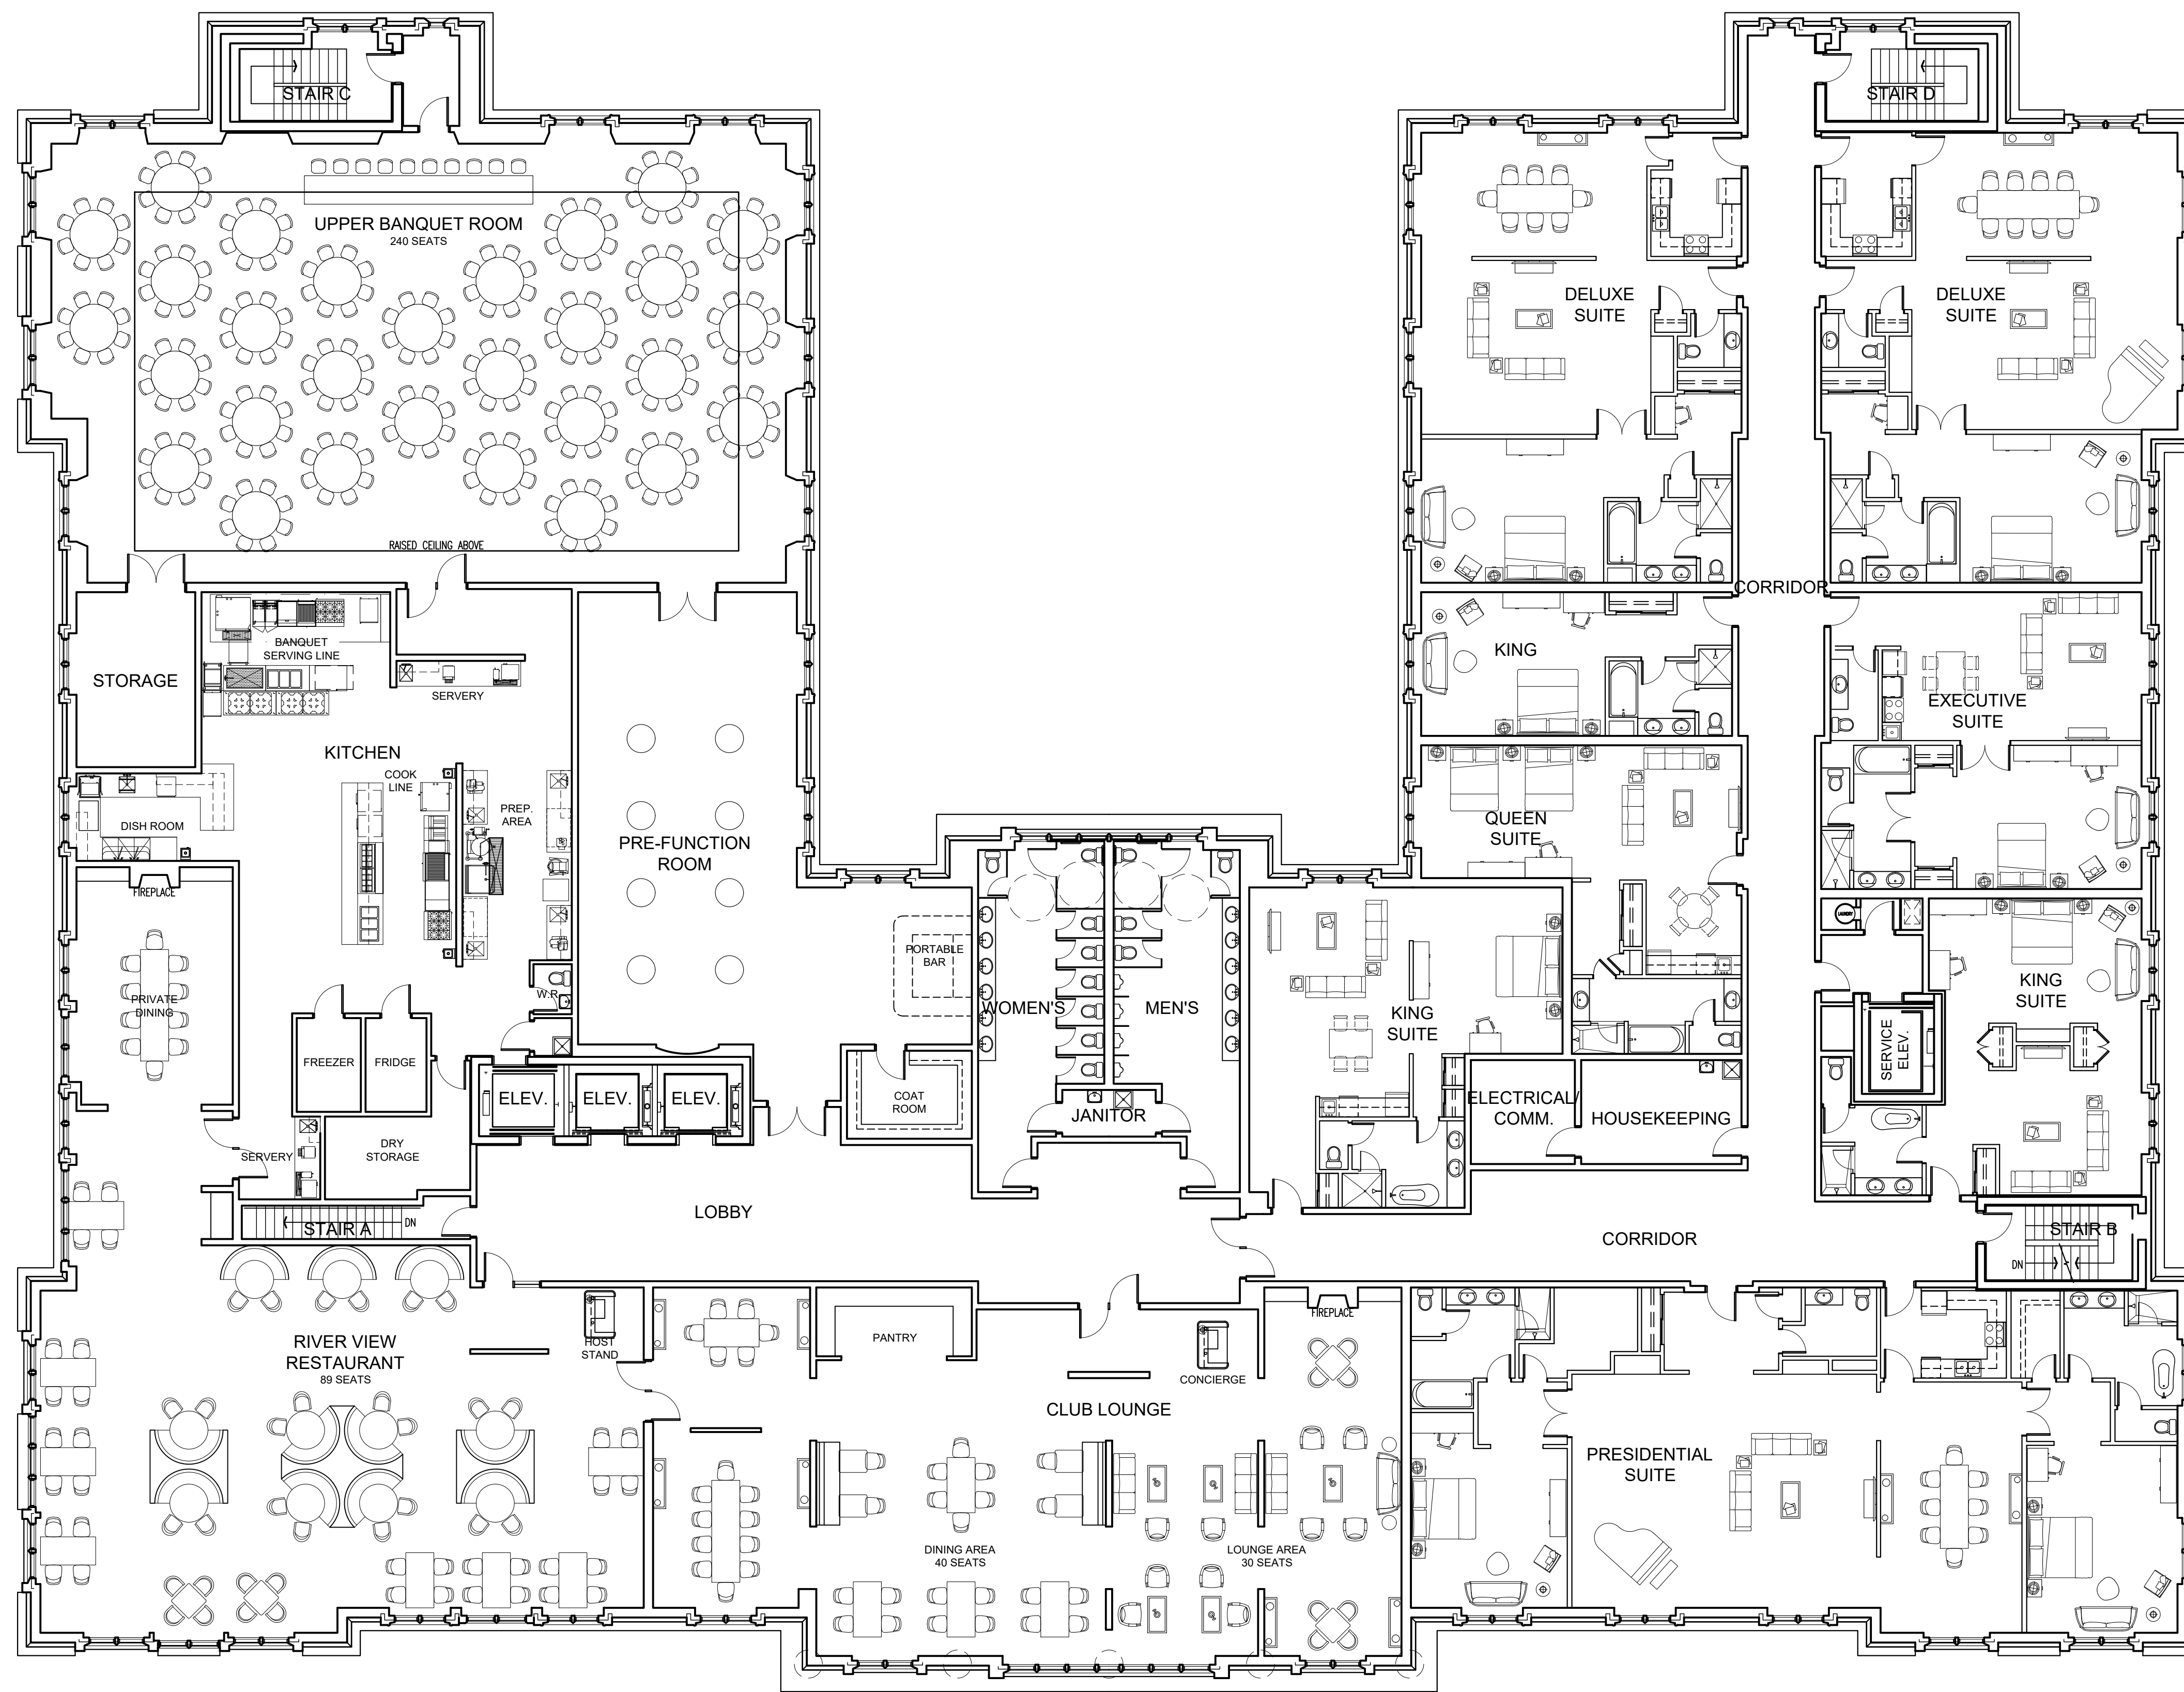 STAIR C
STAIR D
UPPER BANQUET ROOM
240 SEATS
RAISED CEILING ABOVE
DELUXE
SUITE
DELUXE
SUITE
CORRIDOR
STORAGE
BANQUET
SERVING LINE
SERVERY
KITCHEN
COOK
LINE
PREP.
AREA
DISH ROOM
FIREPLACE
PRE-FUNCTION
ROOM
KING
EXECUTIVE
SUITE
QUEEN
SUITE
PRIVATE
DINING
PORTABLE
BAR
W.R.
WOMEN'S
MEN'S
KING
SUITE
LAUNDRY
KING
SUITE
SERVICE
ELEV.
FREEZER
FRIDGE
ELEV.
ELEV.
ELEV.
COAT
ROOM
JANITOR
ELECTRICAL/
COMM.
HOUSEKEEPING
DRY
STORAGE
SERVERY
STAIR A
DN
LOBBY
CORRIDOR
STAIR B
DN
RIVER VIEW
RESTAURANT
89 SEATS
HOST
STAND
PANTRY
CONCIERGE
FIREPLACE
CLUB LOUNGE
PRESIDENTIAL
SUITE
DINING AREA
40 SEATS
LOUNGE AREA
30 SEATS